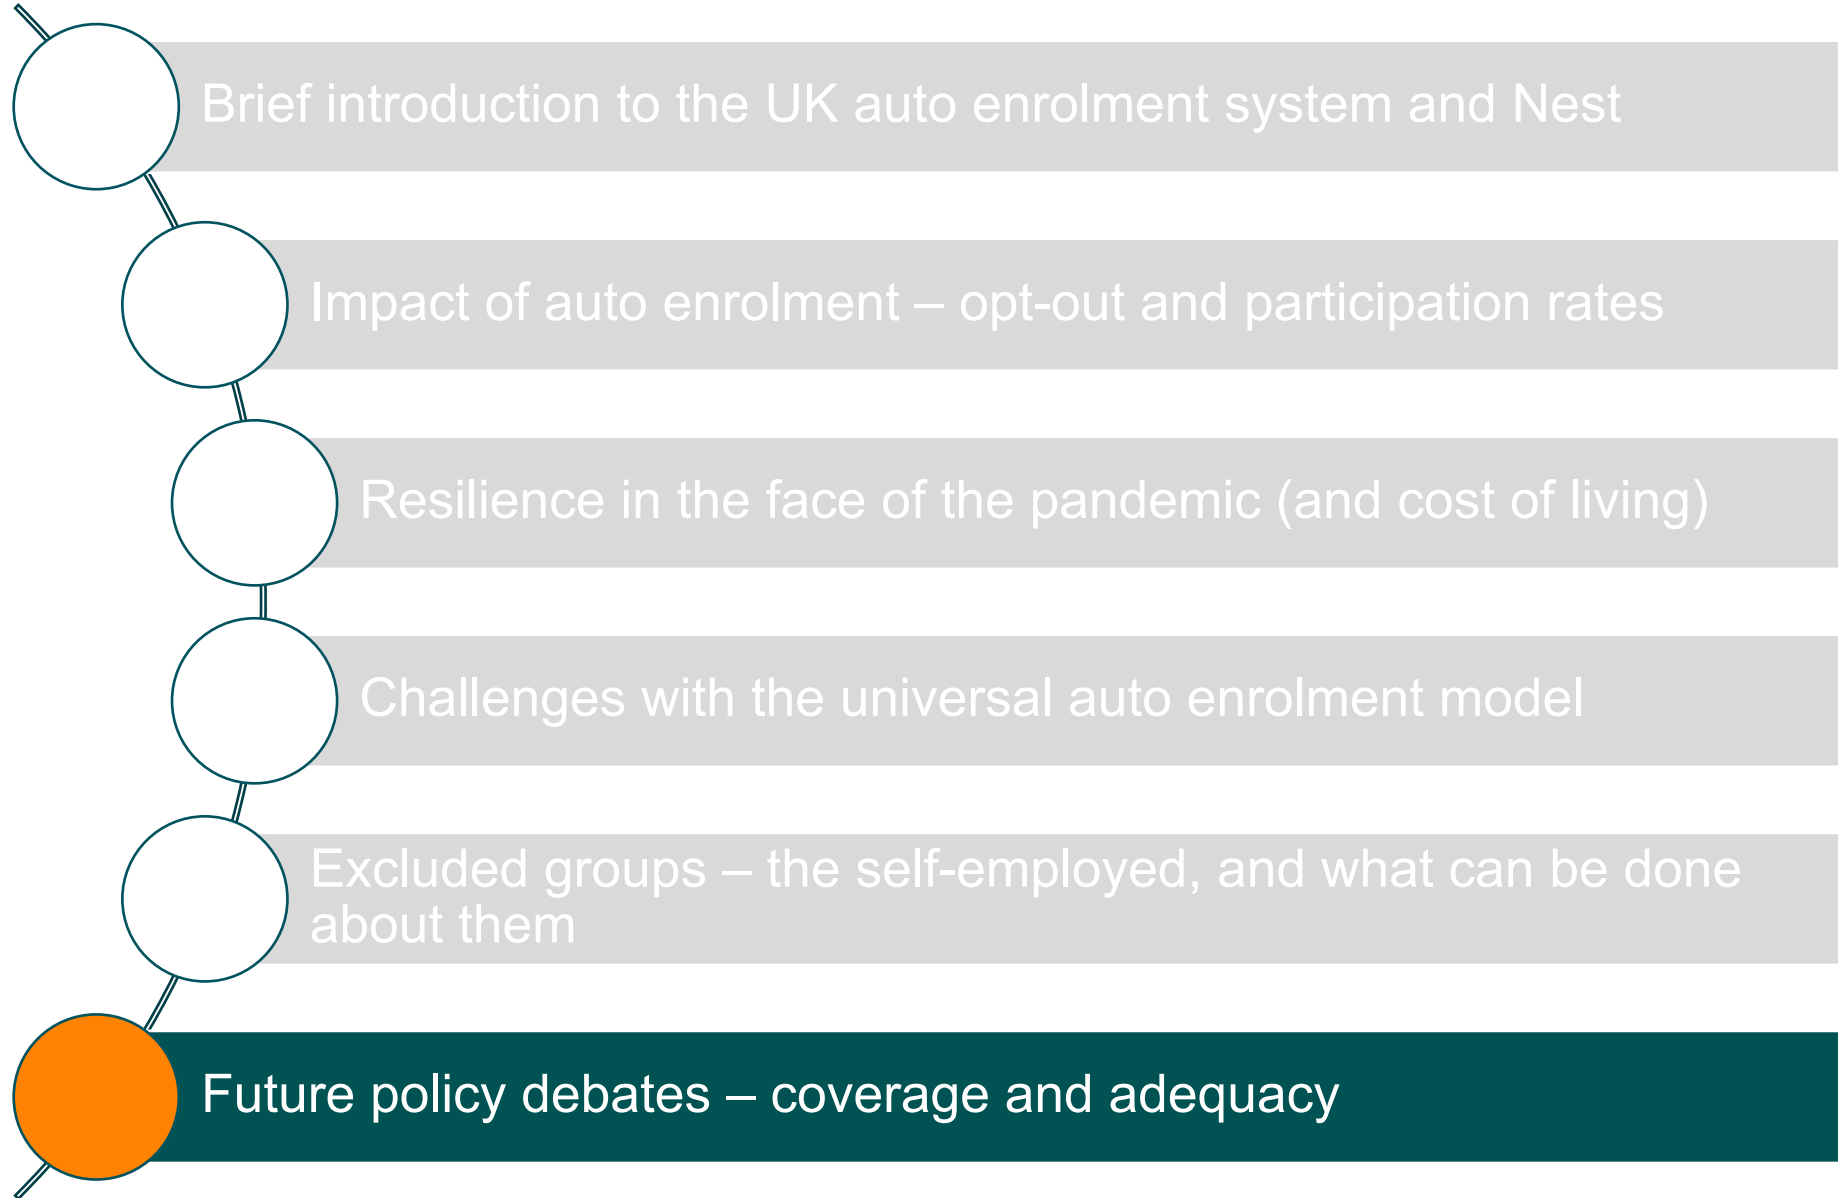 Brief introduction to the UK auto enrolment system and Nest
Impact of auto enrolment – opt-out and participation rates
Resilience in the face of the pandemic (and cost of living)
Challenges with the universal auto enrolment model
Excluded groups – the self-employed, and what can be done
about them
Future policy debates – coverage and adequacy